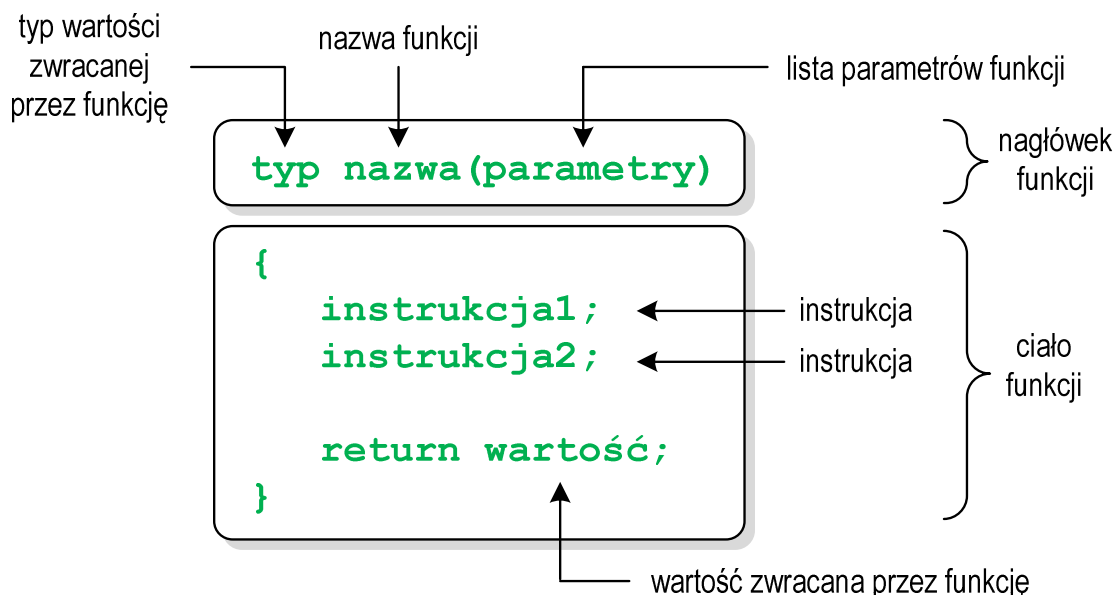 typ wartości
zwracanej
przez funkcję
nazwa funkcji
lista parametrów funkcji
typ nazwa(parametry)
nagłówek
funkcji
{
instrukcja1;
instrukcja
instrukcja2;
instrukcja
ciało
funkcji
return wartość;
}
wartość zwracana przez funkcję